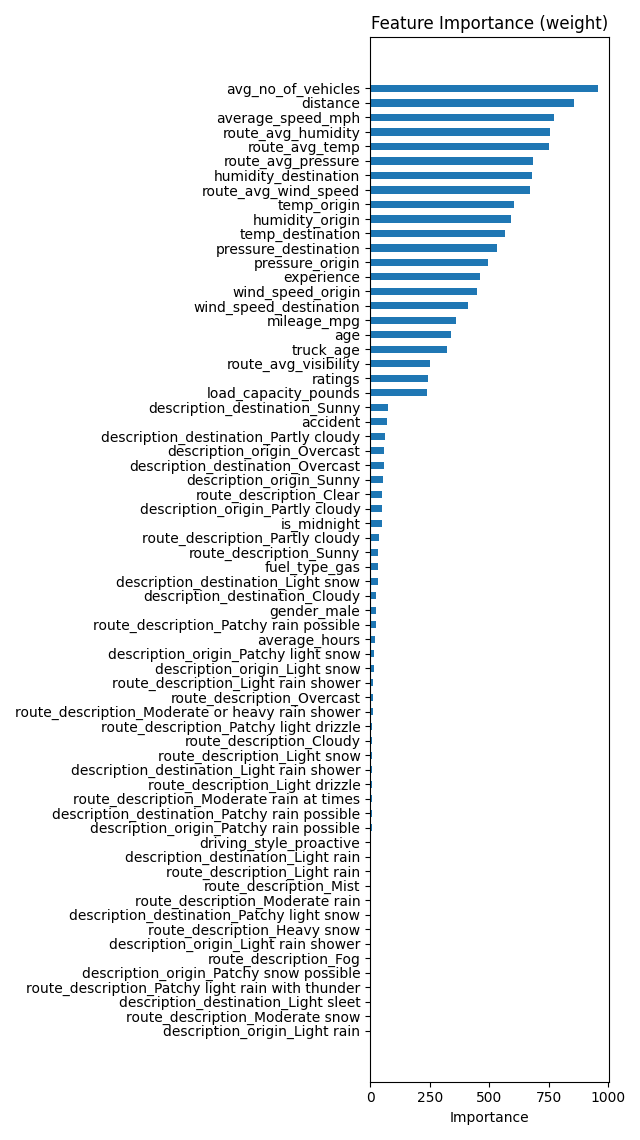 Feature Importance (weight)
avg_no_of_vehicles
distance
average_speed_mph
route_avg_humidity
route_avg_temp
route_avg_pressure
humidity_destination
route_avg_wind_speed
temp_origin
humidity_origin
temp_destination
pressure_destination
pressure_origin
experience
wind_speed_origin
wind_speed_destination
mileage_mpg
age
truck_age
route_avg_visibility
ratings
load_capacity_pounds
description_destination_Sunny
accident
description_destination_Partly cloudy
description_origin_Overcast
description_destination_Overcast
description_origin_Sunny
route_description_Clear
description_origin_Partly cloudy
is_midnight
route_description_Partly cloudy
route_description_Sunny
fuel_type_gas
description_destination_Light snow
description_destination_Cloudy
gender_male
route_description_Patchy rain possible
average_hours
description_origin_Patchy light snow
description_origin_Light snow
route_description_Light rain shower
route_description_Overcast
route_description_Moderate or heavy rain shower
route_description_Patchy light drizzle
route_description_Cloudy
route_description_Light snow
description_destination_Light rain shower
route_description_Light drizzle
route_description_Moderate rain at times
description_destination_Patchy rain possible
description_origin_Patchy rain possible
driving_style_proactive
description_destination_Light rain
route_description_Light rain
route_description_Mist
route_description_Moderate rain
description_destination_Patchy light snow
route_description_Heavy snow
description_origin_Light rain shower
route_description_Fog
description_origin_Patchy snow possible
route_description_Patchy light rain with thunder
description_destination_Light sleet
route_description_Moderate snow
description_origin_Light rain
0 250 500 750 1000
Importance